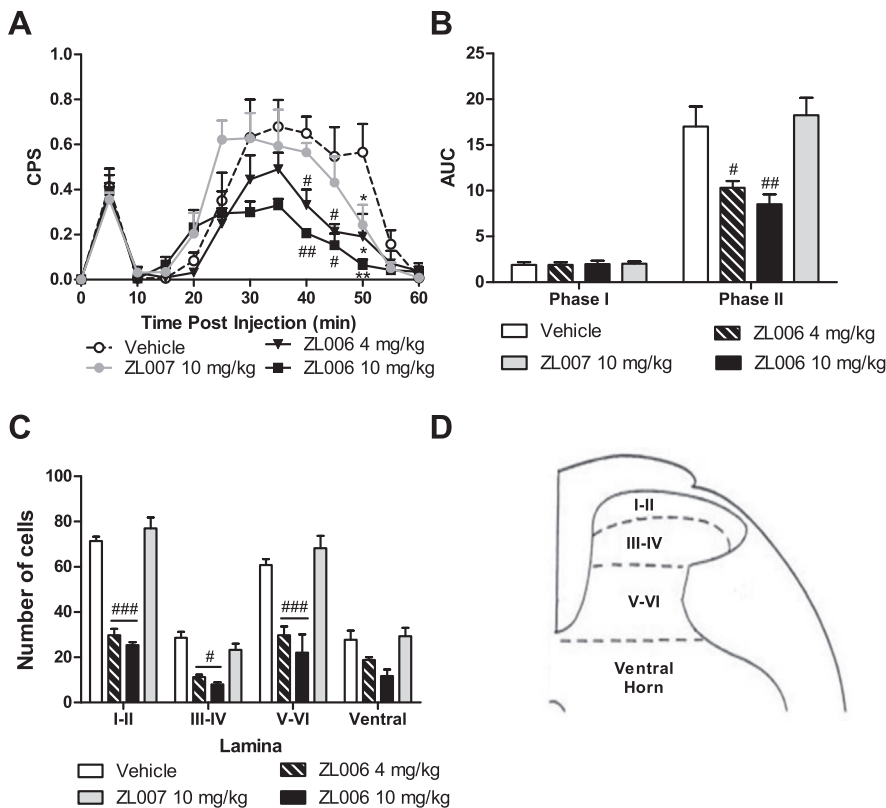 A
CPS
1.0
0.8
0.6
0.4
0.2
0.0
#
#
*
##
#
*
**
0
10
20
30
40
50
60
Time Post Injection (min)
Vehicle
ZL006 4 mg/kg
ZL007 10 mg/kg
ZL006 10 mg/kg
B
AUC
25
20
15
10
5
0
#
##
Phase I
Phase II
Vehicle
ZL006 4 mg/kg
ZL007 10 mg/kg
ZL006 10 mg/kg
C
Number of cells
100
80
60
40
20
0
###
#
###
I-II
III-IV
V-VI
Ventral
Lamina
Vehicle
ZL006 4 mg/kg
ZL007 10 mg/kg
ZL006 10 mg/kg
D
I-II
III-IV
V-VI
Ventral
Horn